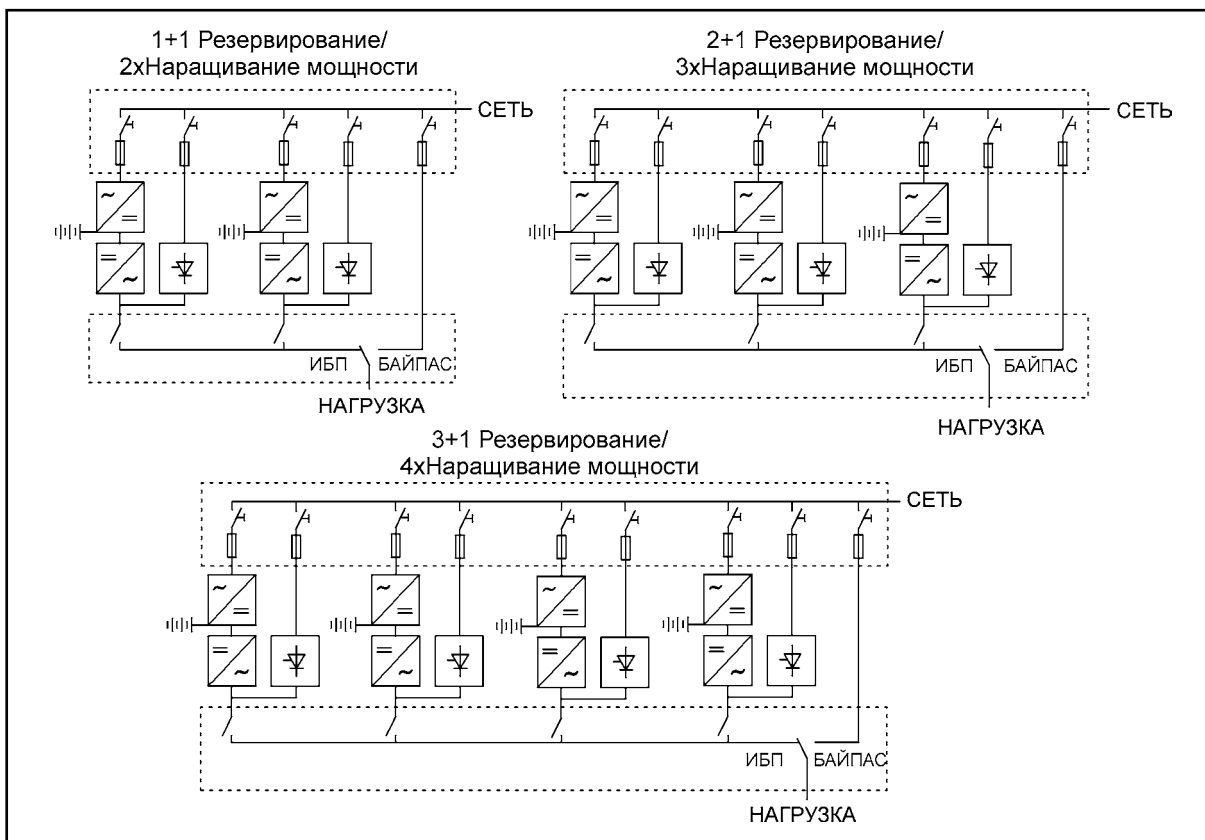 1+1 Резервирование/
2хНаращивание мощности
СЕТЬ
ИБП
БАЙПАС
НАГРУЗКА
2+1 Резервирование/
3хНаращивание мощности
СЕТЬ
ИБП
БАЙПАС
НАГРУЗКА
3+1 Резервирование/
4хНаращивание мощности
СЕТЬ
ИБП
БАЙПАС
НАГРУЗКА